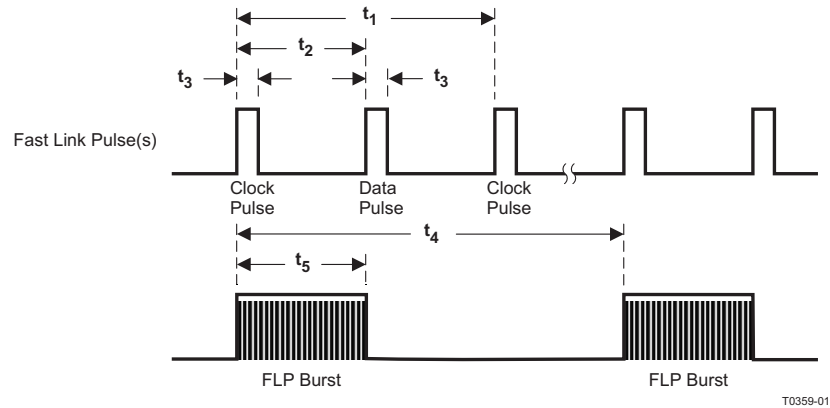 t1
t2
t3
t3
Fast Link Pulse(s)
Clock
Pulse
Data
Pulse
Clock
Pulse
t4
t5
FLP Burst
FLP Burst
T0359-01